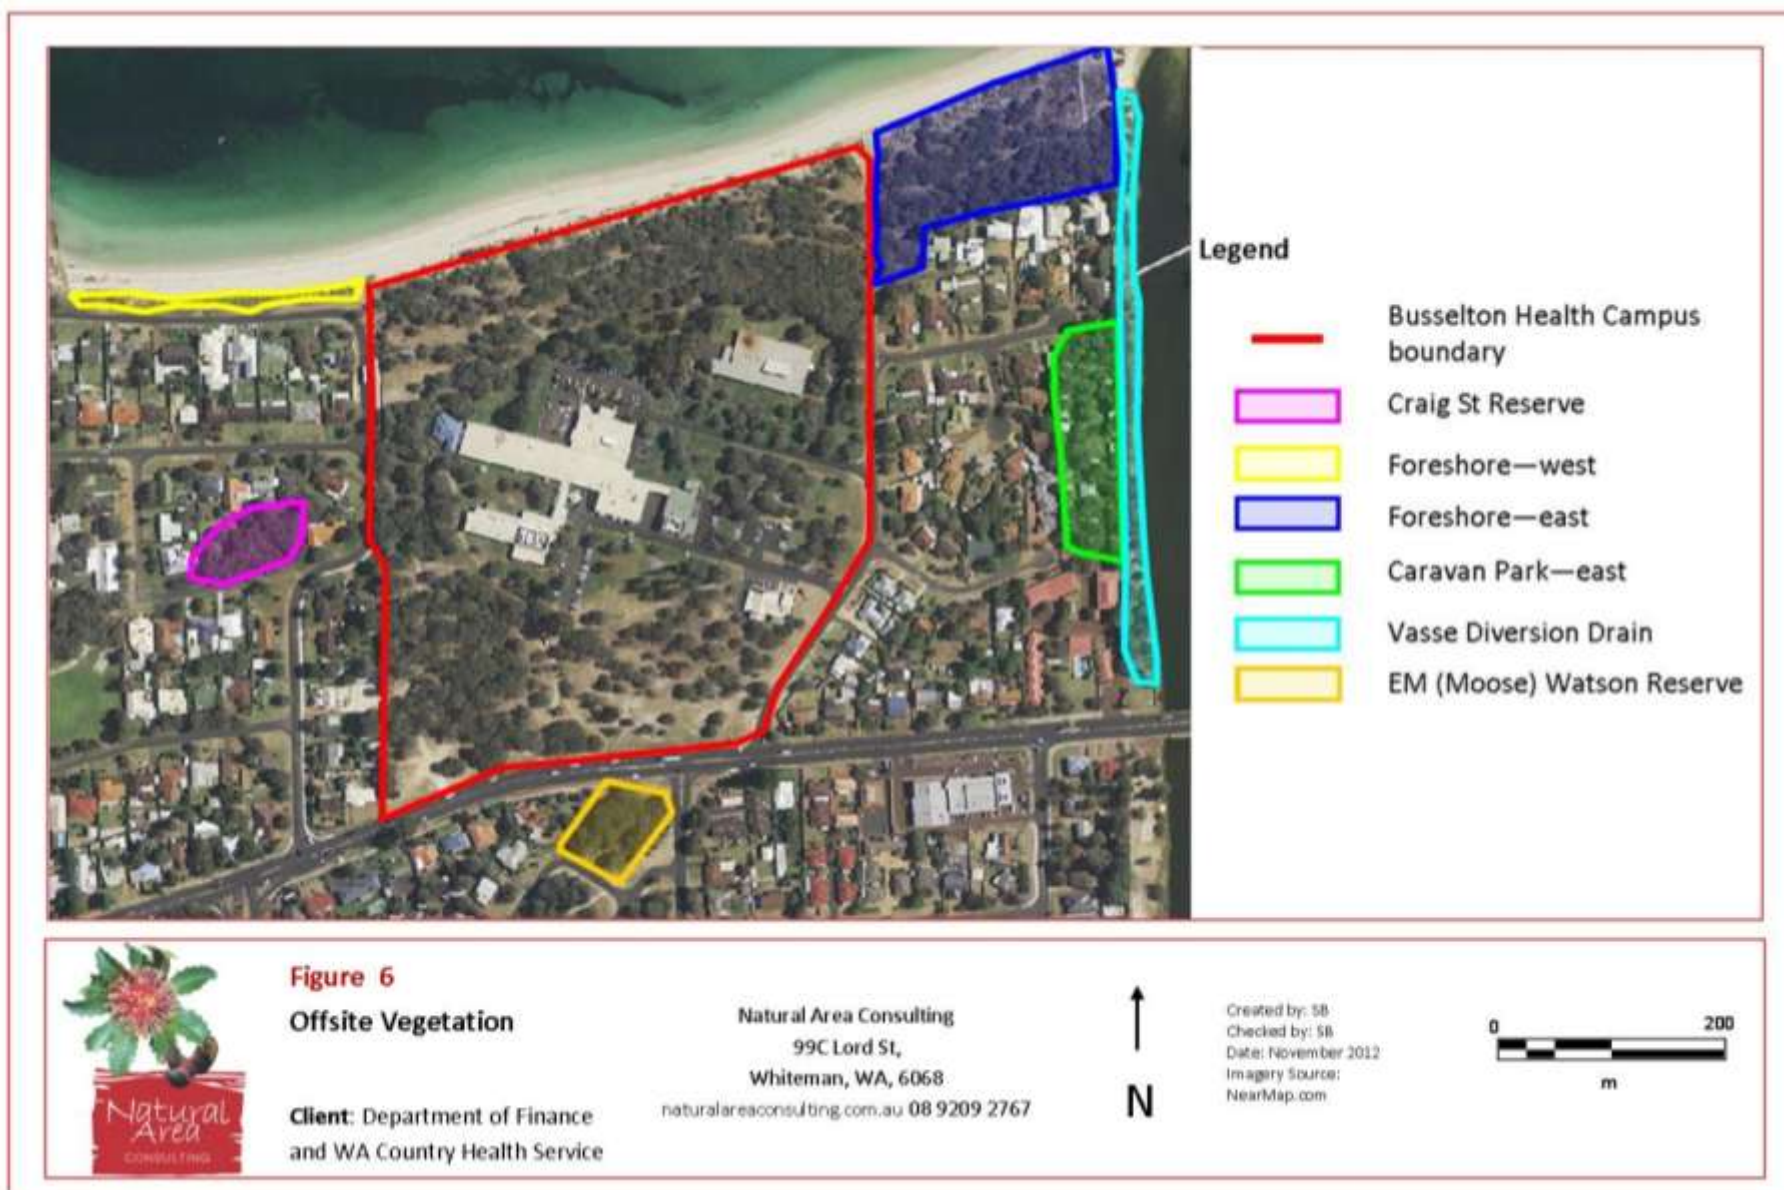 Legend
Busselton Health Campus
boundary
Craig St Reserve
Foreshore—west
Foreshore—east
Caravan Park—east
Vasse Diversion Drain
EM (Moose) Watson Reserve
Natural
Area
CONSULTING
Figure 6
Offsite Vegetation
Client: Department of Finance
and WA Country Health Service
Natural Area Consulting
99C Lord St,
Whiteman, WA, 6068
naturalareaconsulting.com.au 08 9209 2767
N
Created by: SB
Checked by: SB
Date: November 2012
Imagery Source:
NearMap.com
0 200
m